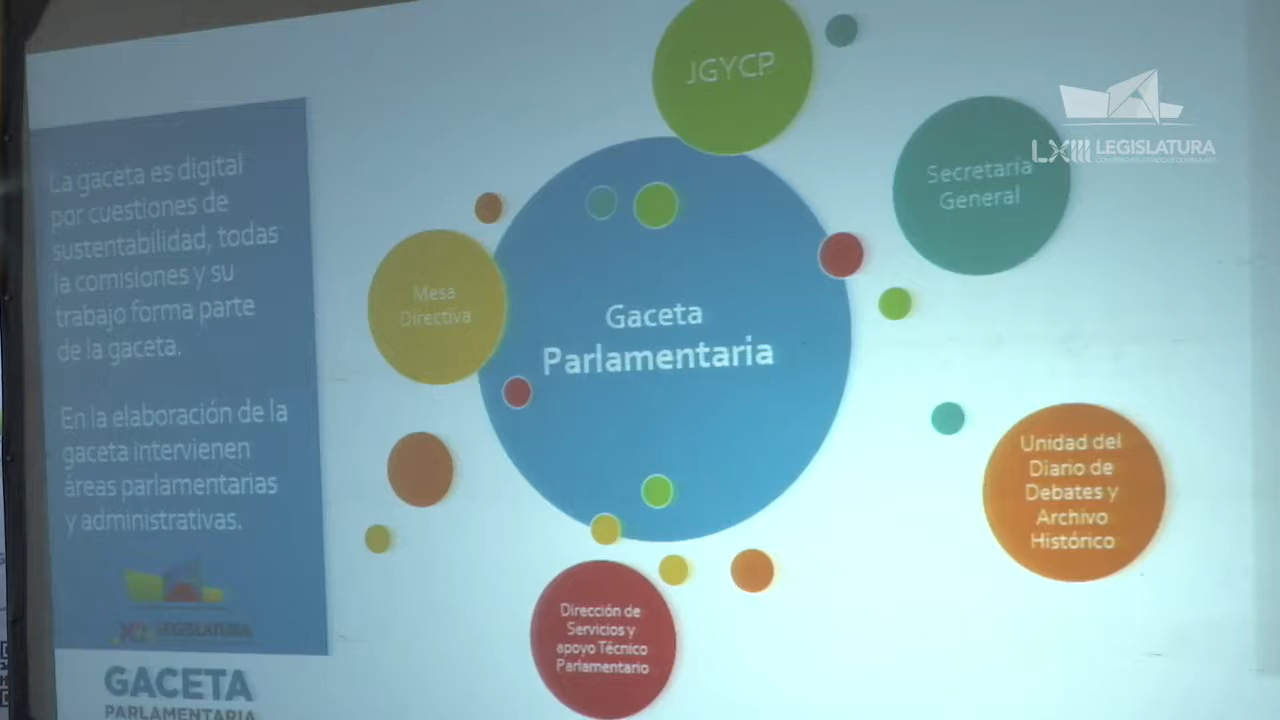 La gaceta es digital
por cuestiones de
sustentabilidad, todas
la comisiones y su
trabajo forma parte
de la gaceta.
En la elaboración de la
gaceta intervienen
áreas parlamentarias
y administrativas.
LEGISLATURA
GACETA
PARLAMENTARIA
JGYCP
Mesa
Directiva
Gaceta
Parlamentaria
Secretaría
General
Unidad del
Diario de
Debates y
Archivo
Histórico
Dirección de
Servicios y
apoyo Técnico
Parlamentario
LXIII LEGISLATURA